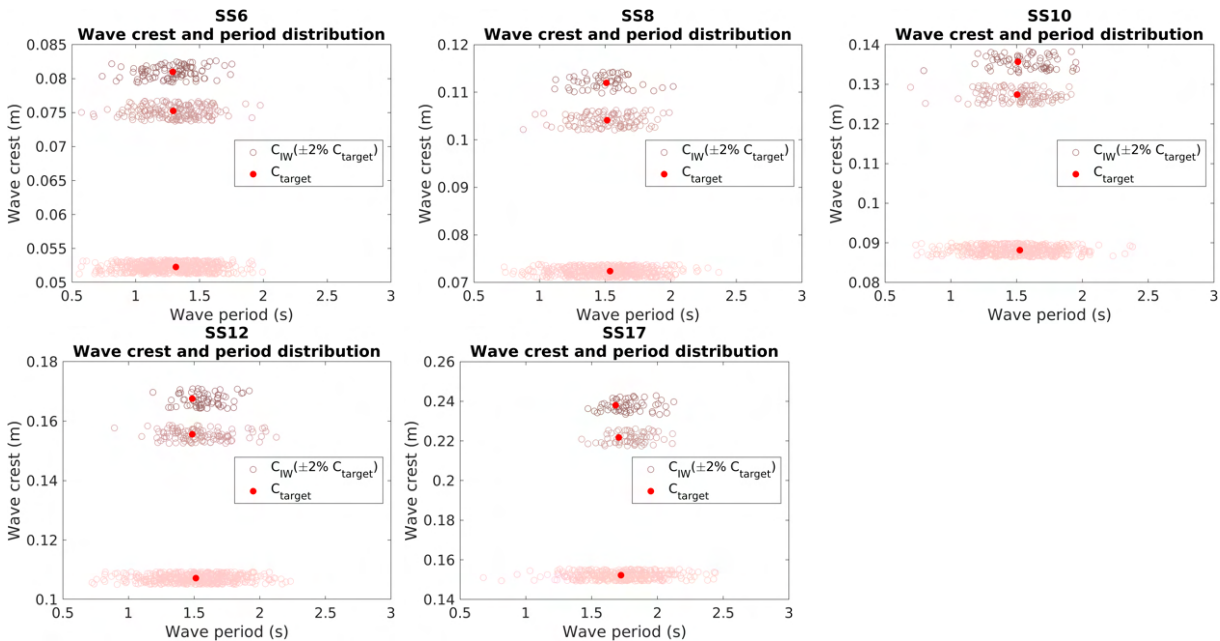 SS6
Wave crest and period distribution
0.085
0.08
0.075
0.07
0.065
0.06
0.055
0.05
Wave crest (m)
C_IW(±2% C_target)
C_target
0.5 1 1.5 2 2.5 3
Wave period (s)
SS8
Wave crest and period distribution
0.12
0.11
0.1
0.09
0.08
0.07
Wave crest (m)
C_IW(±2% C_target)
C_target
1 1.5 2 2.5 3
Wave period (s)
SS10
Wave crest and period distribution
0.14
0.13
0.12
0.11
0.1
0.09
0.08
Wave crest (m)
C_IW(±2% C_target)
C_target
0.5 1 1.5 2 2.5 3
Wave period (s)
SS12
Wave crest and period distribution
0.18
0.16
0.14
0.12
0.1
Wave crest (m)
C_IW(±2% C_target)
C_target
0.5 1 1.5 2 2.5 3
Wave period (s)
SS17
Wave crest and period distribution
0.26
0.24
0.22
0.2
0.18
0.16
0.14
Wave crest (m)
C_IW(±2% C_target)
C_target
0.5 1 1.5 2 2.5 3
Wave period (s)